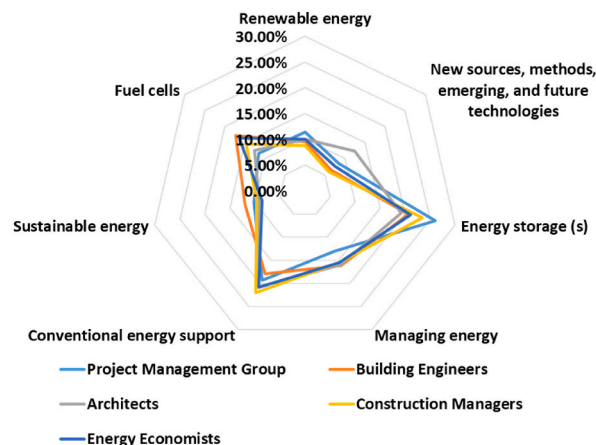 Renewable energy
30.00%
25.00%
20.00%
15.00%
10.00%
5.00%
0.00%
New sources, methods,
emerging, and future
technologies
Energy storage (s)
Managing energy
Conventional energy support
Sustainable energy
Fuel cells
Project Management Group
Building Engineers
Architects
Construction Managers
Energy Economists